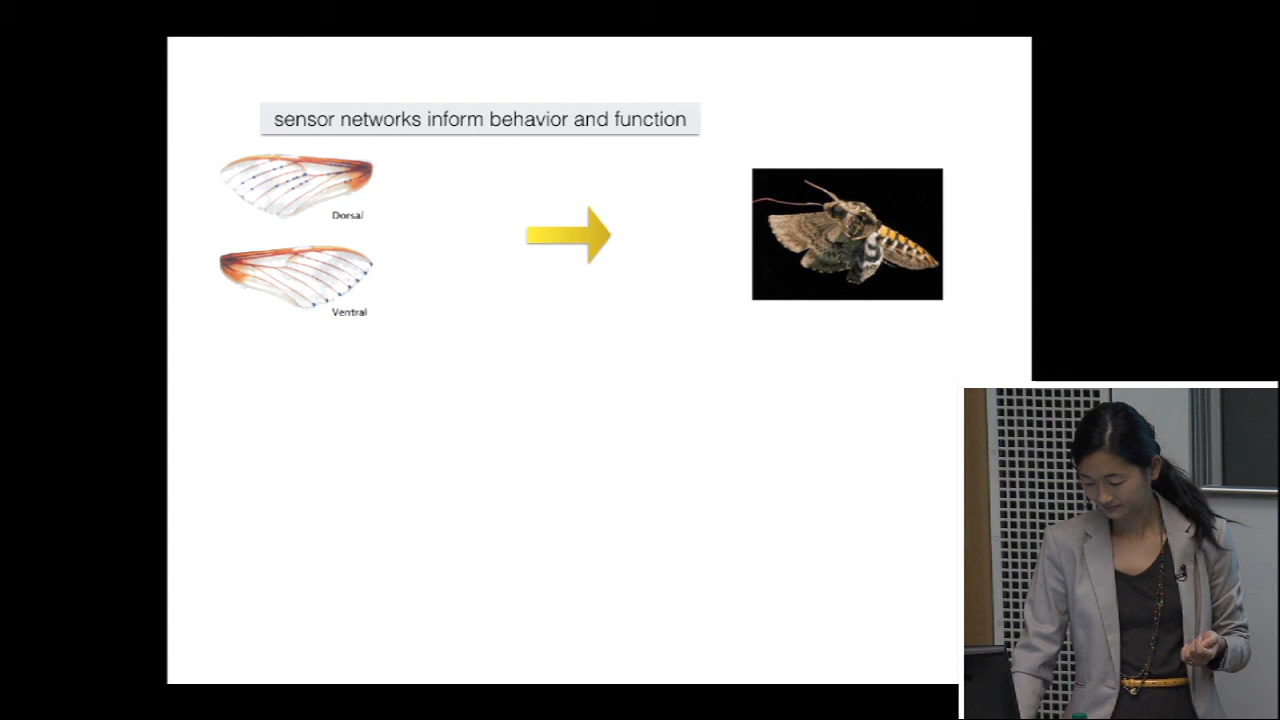 sensor networks inform behavior and function
Dorsal
Ventral